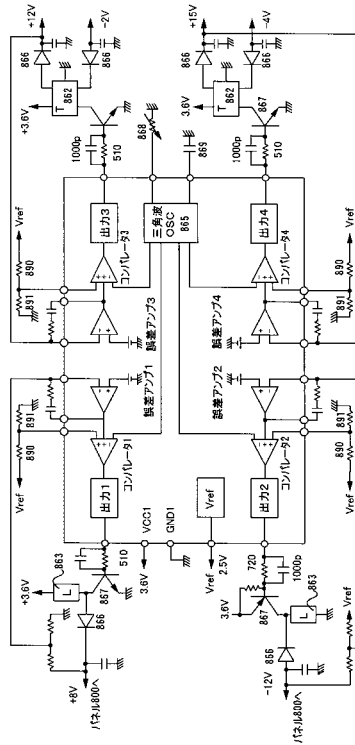 +12V
-2V
866
866
862
T
+3.6V
867
1000p
510
+15V
-4V
866
866
862
T
3.6V
867
1000p
510
868
869
三角波
OSC
865
出力3
コンパレータ3
誤差アンプ3
Vref
890
891
出力4
コンパレータ4
誤差アンプ4
Vref
890
891
Vref
890
891
誤差アンプ1
コンパレータ1
出力1
Vref
890
891
誤差アンプ2
コンパレータ2
出力2
VCC1
3.6V
GND1
Vref
Vref
2.5V
510
863
L
+3.6V
867
866
+8V
パネル800へ
720
1000p
3.6V
867
863
L
866
-12V
パネル800へ
Vref